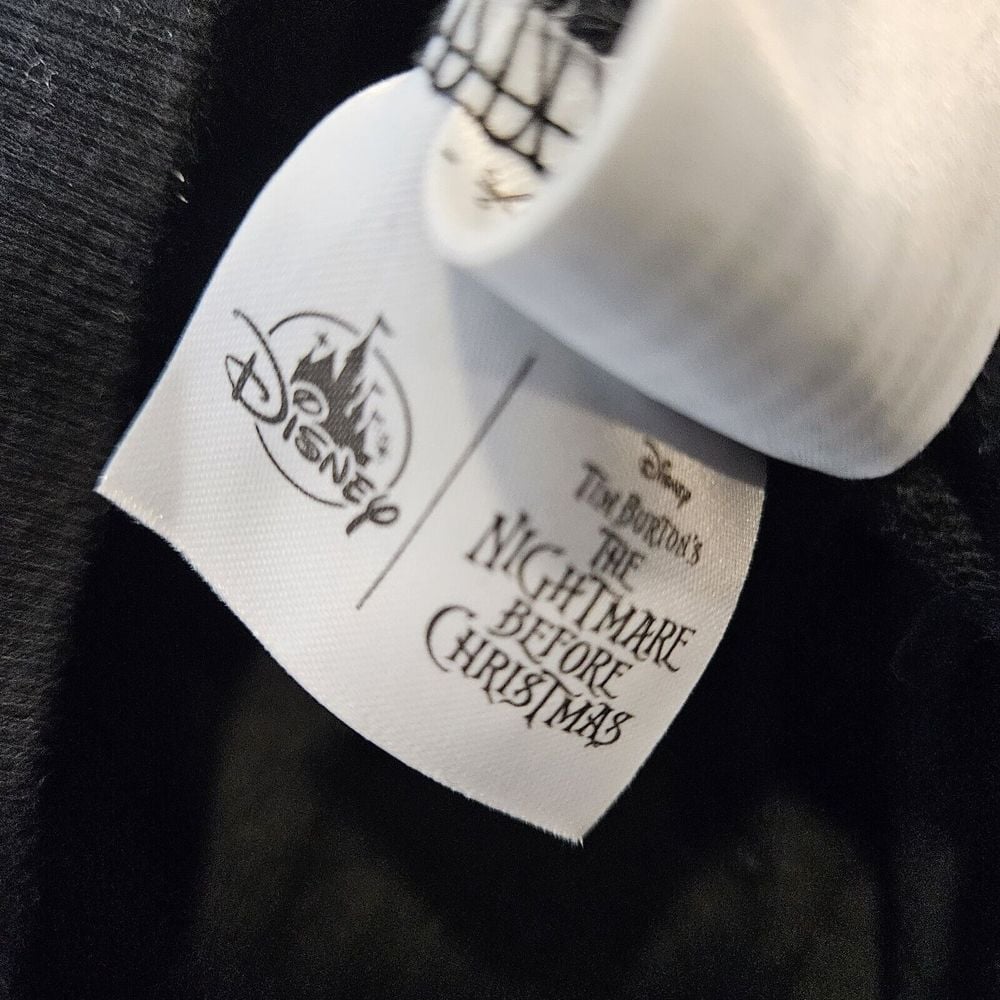 DISNEY
Disney
TIM BURTON'S
THE
NIGHTMARE
BEFORE
CHRISTMAS